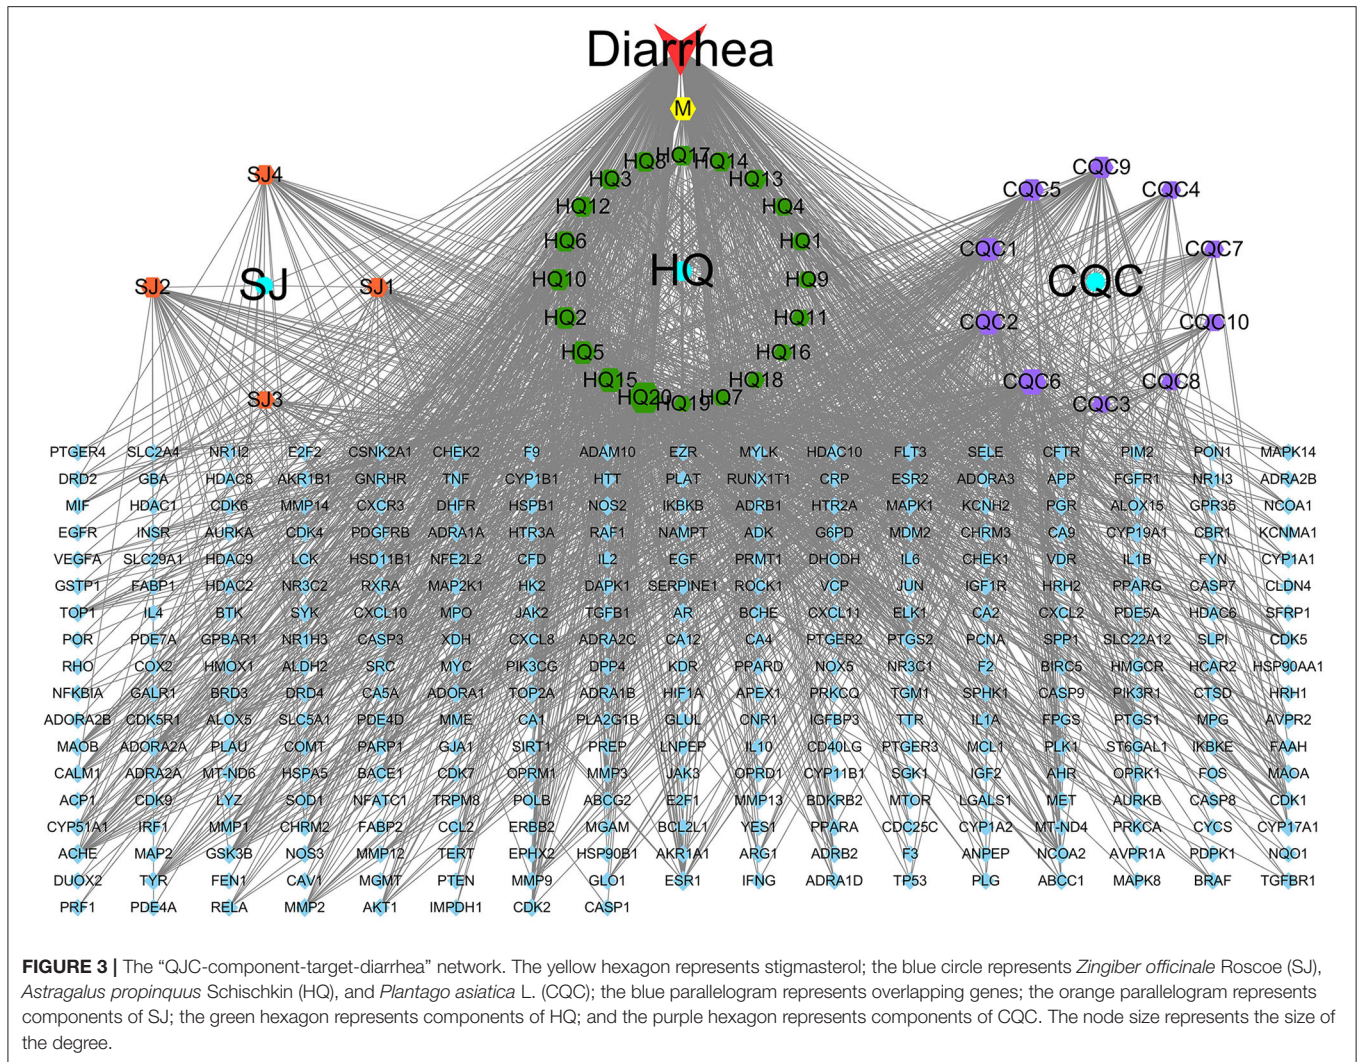 Diarrhea
M
HQ8 HQ17 HQ14
HQ3 HQ13
HQ12 HQ4
HQ6 HQ1
HQ10 HQ HQ9
HQ2 HQ11
HQ5 HQ16
HQ15 HQ18
HQ20 HQ19 HQ7
SJ4
SJ2 SJ SJ1
SJ3
CQC9
CQC5 CQC4
CQC1 CQC7
CQC
CQC2 CQC10
CQC6 CQC8
CQC3
PTGER4 SLC2A4 NR1I2 E2F2 CSNK2A1 CHEK2 F9 ADAM10 EZR MYLK HDAC10 FLT3 SELE CFTR PIM2 PON1 MAPK14
DRD2 GBA HDAC8 AKR1B1 GNRHR TNF CYP1B1 HTT PLAT RUNX1T1 CRP ESR2 ADORA3 APP FGFR1 NR1I3 ADRA2B
MIF HDAC1 CDK6 MMP14 CXCR3 DHFR HSPB1 NOS2 IKBKB ADRB1 HTR2A MAPK1 KCNH2 PGR ALOX15 GPR35 NCOA1
EGFR INSR AURKA CDK4 PDGFRB ADRA1A HTR3A RAF1 NAMPT ADK G6PD MDM2 CHRM3 CA9 CYP19A1 CBR1 KCNMA1
VEGFA SLC29A1 HDAC9 LCK HSD11B1 NFE2L2 CFD IL2 EGF PRMT1 DHODH IL6 CHEK1 VDR IL1B FYN CYP1A1
GSTP1 FABP1 HDAC2 NR3C2 RXRA MAP2K1 HK2 DAPK1 SERPINE1 ROCK1 VCP JUN IGF1R HRH2 PPARG CASP7 CLDN4
TOP1 IL4 BTK SYK CXCL10 MPO JAK2 TGFB1 AR BCHE CXCL11 ELK1 CA2 CXCL2 PDE5A HDAC6 SFRP1
POR PDE7A GPBAR1 NR1H3 CASP3 XDH CXCL8 ADRA2C CA12 CA4 PTGER2 PTGS2 PCNA SPP1 SLC22A12 SLPI CDK5
RHO COX2 HMOX1 ALDH2 SRC MYC PIK3CG DPP4 KDR PPARD NOX5 NR3C1 F2 BIRC5 HMGCR HCAR2 HSP90AA1
NFKBIA GALR1 BRD3 DRD4 CA5A ADORA1 TOP2A ADRA1B HIF1A APEX1 PRKCQ TGM1 SPHK1 CASP9 PIK3R1 CTSD HRH1
ADORA2B CDK5R1 ALOX5 SLC5A1 PDE4D MME CA1 PLA2G1B GLUL CNR1 IGFBP3 TTR IL1A FPGS PTGS1 MPG AVPR2
MAOB ADORA2A PLAU COMT PARP1 GJA1 SIRT1 PREP LNPEP IL10 CD40LG PTGER3 MCL1 PLK1 ST6GAL1 IKBKE FAAH
CALM1 ADRA2A MT-ND6 HSPA5 BACE1 CDK7 OPRM1 MMP3 JAK3 OPRD1 CYP11B1 SGK1 IGF2 AHR OPRK1 FOS MAOA
ACP1 CDK9 LYZ SOD1 NFATC1 TRPM8 POLB ABCG2 E2F1 MMP13 BDKRB2 MTOR LGALS1 MET AURKB CASP8 CDK1
CYP51A1 IRF1 MMP1 CHRM2 FABP2 CCL2 ERBB2 MGAM BCL2L1 YES1 PPARA CDC25C CYP1A2 MT-ND4 PRKCA CYCS CYP17A1
ACHE MAP2 GSK3B NOS3 MMP12 TERT EPHX2 HSP90B1 AKR1A1 ARG1 ADRB2 F3 ANPEP NCOA2 AVPR1A PDPK1 NQO1
DUOX2 TYR FEN1 CAV1 MGMT PTEN MMP9 GLO1 ESR1 IFNG ADRA1D TP53 PLG ABCC1 MAPK8 BRAF TGFBR1
PRF1 PDE4A RELA MMP2 AKT1 IMPDH1 CDK2 CASP1
FIGURE 3 | The “QJC-component-target-diarrhea” network. The yellow hexagon represents stigmasterol; the blue circle represents Zingiber officinale Roscoe (SJ),
Astragalus propinquus Schischkin (HQ), and Plantago asiatica L. (CQC); the blue parallelogram represents overlapping genes; the orange parallelogram represents
components of SJ; the green hexagon represents components of HQ; and the purple hexagon represents components of CQC. The node size represents the size of
the degree.